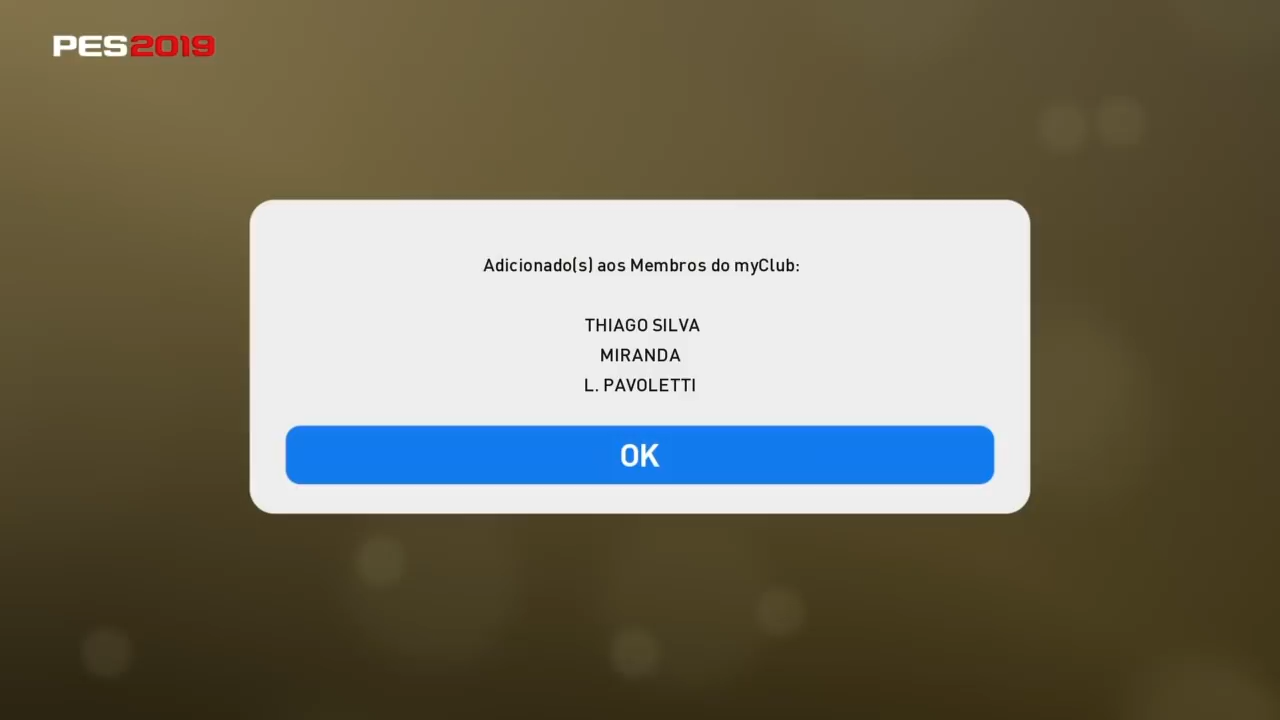 PES2019
Adicionado(s) aos Membros do myClub:
THIAGO SILVA
MIRANDA
L. PAVOLETTI
OK